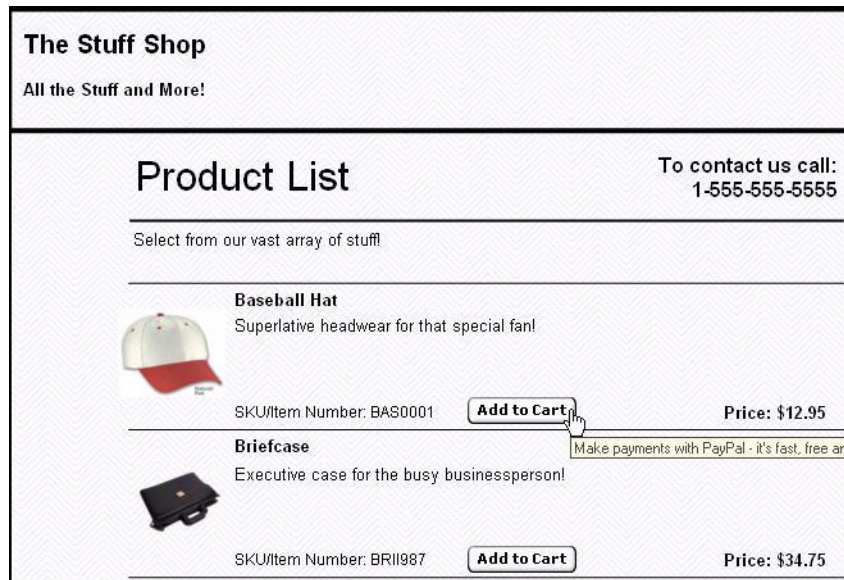 The Stuff Shop
All the Stuff and More!
Product List
To contact us call:
1-555-555-5555
Select from our vast array of stuff!
Baseball Hat
Superlative headwear for that special fan!
SKU/Item Number: BAS0001
Add to Cart
Price: $12.95
Make payments with PayPal - it's fast, free
Briefcase
Executive case for the busy businessperson!
SKU/Item Number: BRII987
Add to Cart
Price: $34.75